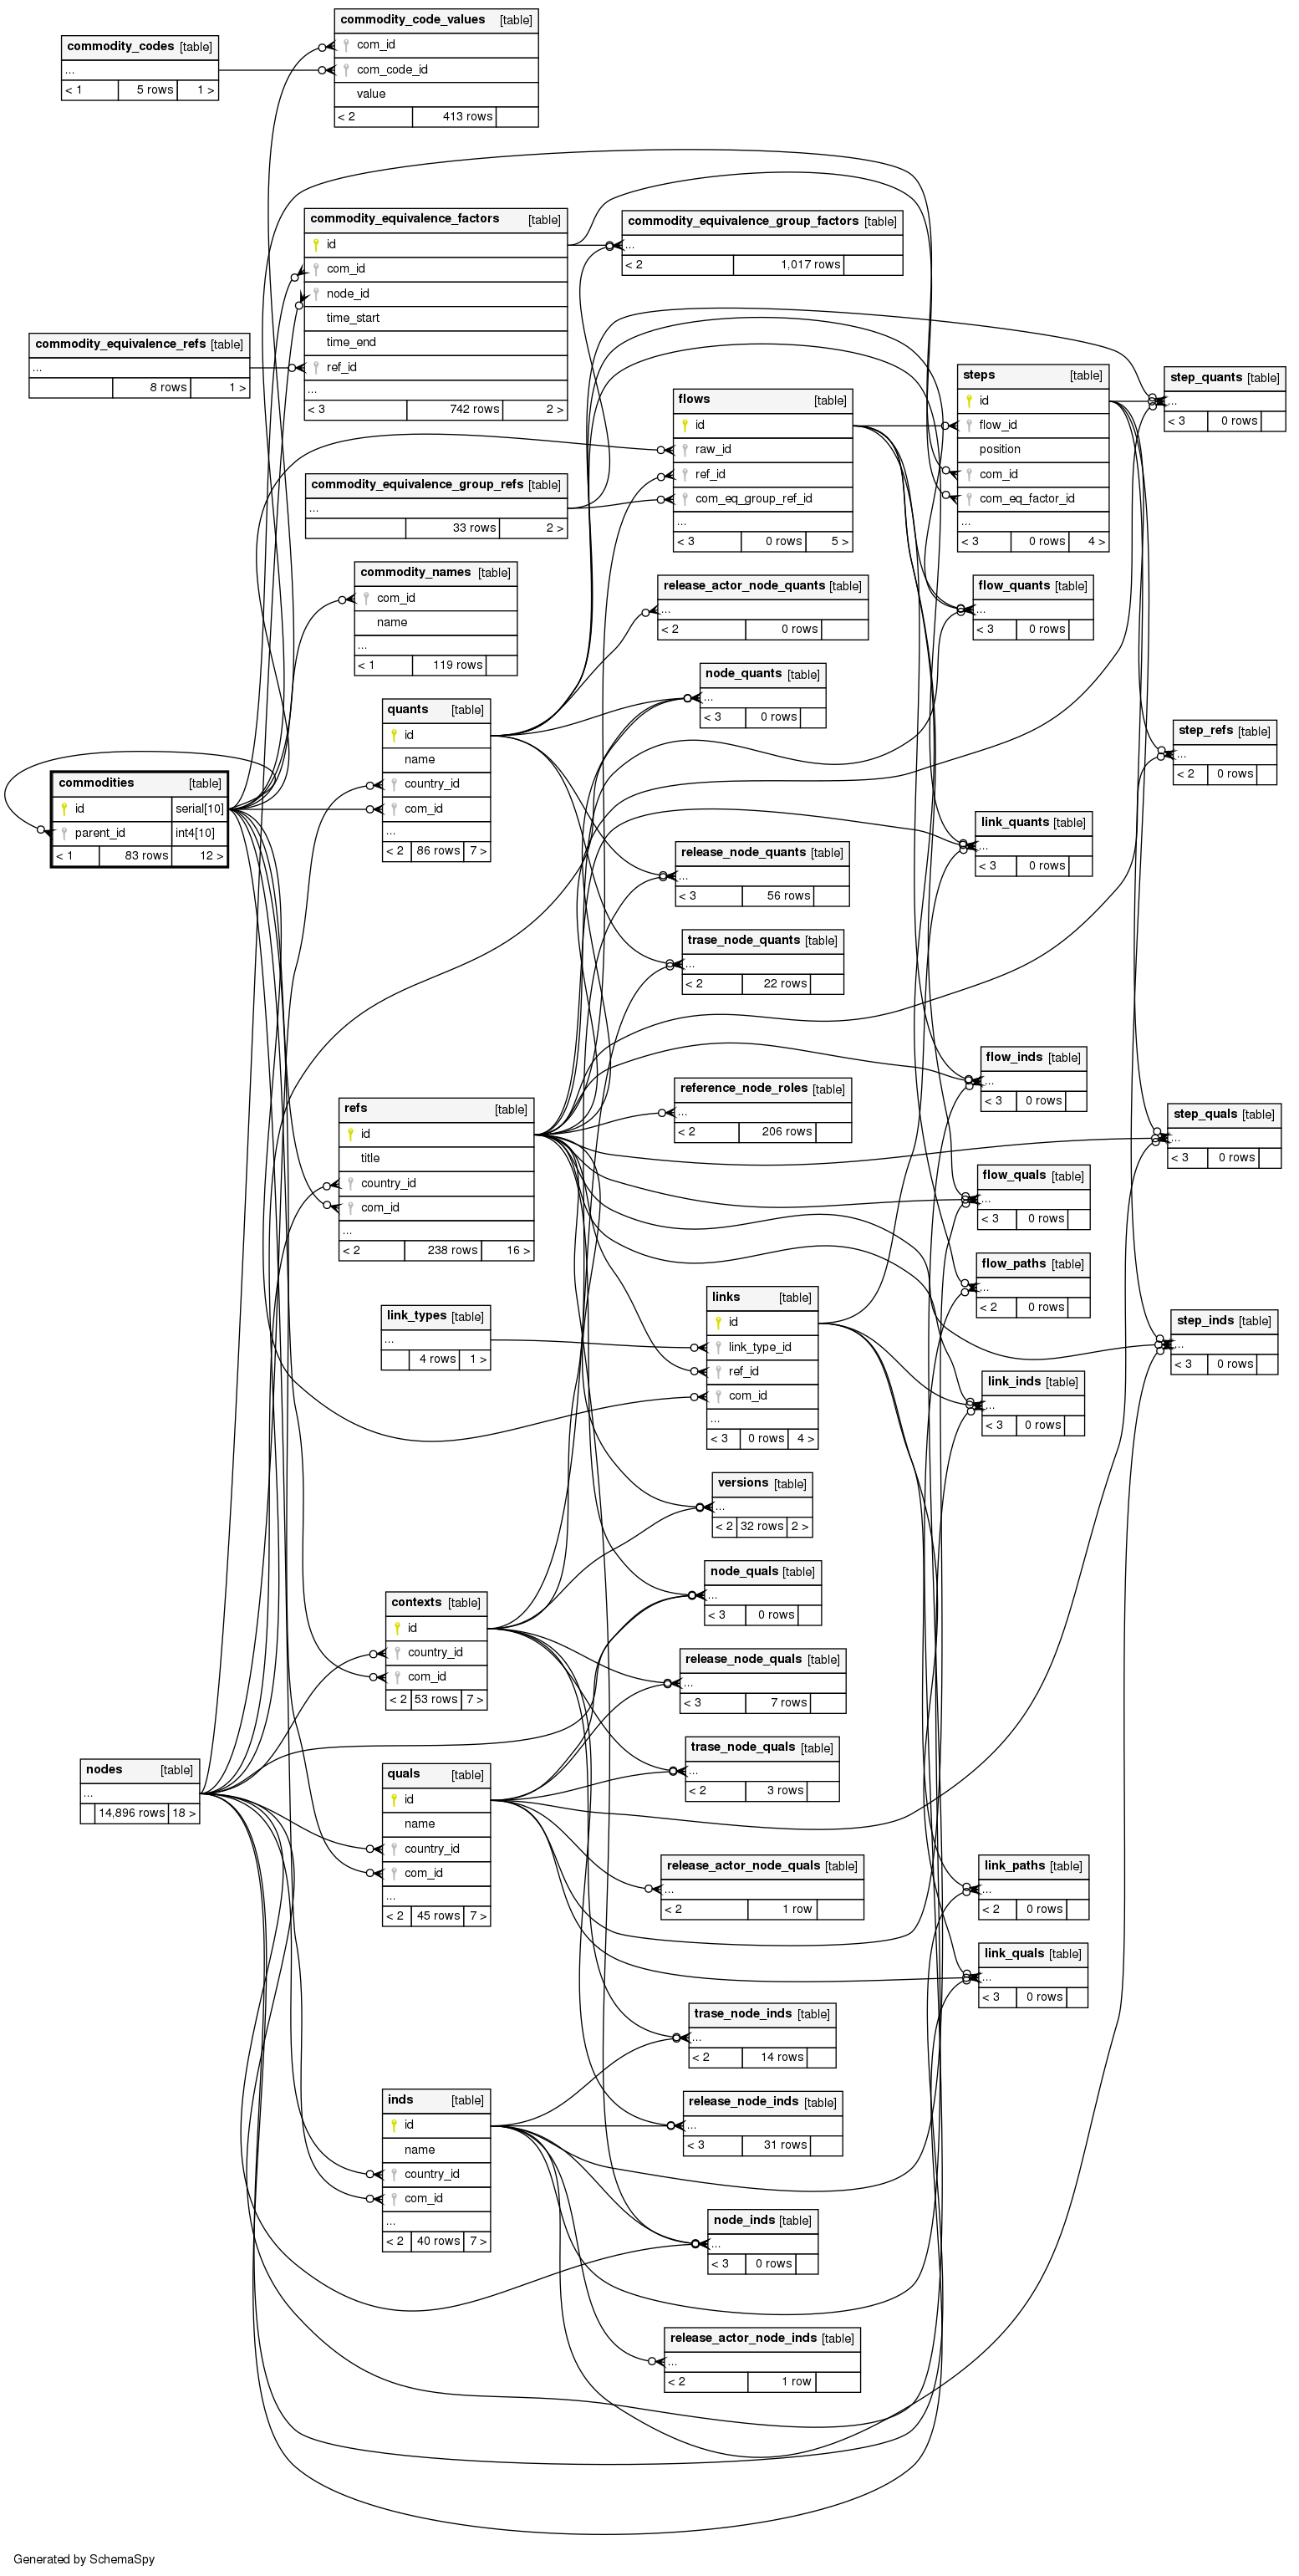 commodity_code_values [table]
com_id
com_code_id
value
< 2 413 rows
commodity_codes [table]
...
< 1 5 rows 1 >
commodity_equivalence_factors [table]
id
com_id
node_id
time_start
time_end
ref_id
...
< 3 742 rows 2 >
commodity_equivalence_group_factors [table]
...
< 2 1,017 rows
commodity_equivalence_refs [table]
...
8 rows 1 >
steps [table]
id
flow_id
position
com_id
com_eq_factor_id
...
< 3 0 rows 4 >
step_quants [table]
...
< 3 0 rows
flows [table]
id
raw_id
ref_id
com_eq_group_ref_id
...
< 3 0 rows 5 >
commodity_equivalence_group_refs [table]
...
33 rows 2 >
commodity_names [table]
com_id
name
...
< 1 119 rows
release_actor_node_quants [table]
...
< 2 0 rows
flow_quants [table]
...
< 3 0 rows
node_quants [table]
...
< 3 0 rows
quants [table]
id
name
country_id
com_id
...
< 2 86 rows 7 >
step_refs [table]
...
< 2 0 rows
commodities [table]
id serial[10]
parent_id int4[10]
< 1 83 rows 12 >
link_quants [table]
...
< 3 0 rows
release_node_quants [table]
...
< 3 56 rows
trase_node_quants [table]
...
< 2 22 rows
flow_inds [table]
...
< 3 0 rows
reference_node_roles [table]
...
< 2 206 rows
refs [table]
id
title
country_id
com_id
...
< 2 238 rows 16 >
step_quals [table]
...
< 3 0 rows
flow_quals [table]
...
< 3 0 rows
flow_paths [table]
...
< 2 0 rows
links [table]
id
link_type_id
ref_id
com_id
...
< 3 0 rows 4 >
link_types [table]
...
4 rows 1 >
step_inds [table]
...
< 3 0 rows
link_inds [table]
...
< 3 0 rows
versions [table]
...
< 2 32 rows 2 >
node_quals [table]
...
< 3 0 rows
contexts [table]
id
country_id
com_id
< 2 53 rows 7 >
release_node_quals [table]
...
< 3 7 rows
trase_node_quals [table]
...
< 2 3 rows
nodes [table]
...
14,896 rows 18 >
quals [table]
id
name
country_id
com_id
...
< 2 45 rows 7 >
release_actor_node_quals [table]
...
< 2 1 row
link_paths [table]
...
< 2 0 rows
link_quals [table]
...
< 3 0 rows
trase_node_inds [table]
...
< 2 14 rows
inds [table]
id
name
country_id
com_id
...
< 2 40 rows 7 >
release_node_inds [table]
...
< 3 31 rows
node_inds [table]
...
< 3 0 rows
release_actor_node_inds [table]
...
< 2 1 row
Generated by SchemaSpy